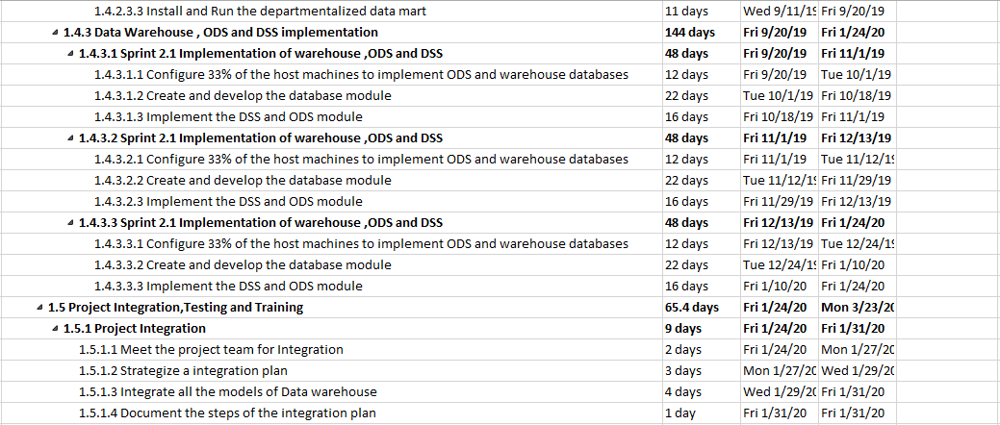 1.4.2.3.3 Install and Run the departmentalized data mart 11 days Wed 9/11/19 Fri 9/20/19
1.4.3 Data Warehouse , ODS and DSS implementation 144 days Fri 9/20/19 Fri 1/24/20
1.4.3.1 Sprint 2.1 Implementation of warehouse ,ODS and DSS 48 days Fri 9/20/19 Fri 11/1/19
1.4.3.1.1 Configure 33% of the host machines to implement ODS and warehouse databases 12 days Fri 9/20/19 Tue 10/1/19
1.4.3.1.2 Create and develop the database module 22 days Tue 10/1/19 Fri 10/18/19
1.4.3.1.3 Implement the DSS and ODS module 16 days Fri 10/18/19 Fri 11/1/19
1.4.3.2 Sprint 2.1 Implementation of warehouse ,ODS and DSS 48 days Fri 11/1/19 Fri 12/13/19
1.4.3.2.1 Configure 33% of the host machines to implement ODS and warehouse databases 12 days Fri 11/1/19 Tue 11/12/19
1.4.3.2.2 Create and develop the database module 22 days Tue 11/12/19 Fri 11/29/19
1.4.3.2.3 Implement the DSS and ODS module 16 days Fri 11/29/19 Fri 12/13/19
1.4.3.3 Sprint 2.1 Implementation of warehouse ,ODS and DSS 48 days Fri 12/13/19 Fri 1/24/20
1.4.3.3.1 Configure 33% of the host machines to implement ODS and warehouse databases 12 days Fri 12/13/19 Tue 12/24/19
1.4.3.3.2 Create and develop the database module 22 days Tue 12/24/19 Fri 1/10/20
1.4.3.3.3 Implement the DSS and ODS module 16 days Fri 1/10/20 Fri 1/24/20
1.5 Project Integration,Testing and Training 65.4 days Fri 1/24/20 Mon 3/23/20
1.5.1 Project Integration 9 days Fri 1/24/20 Fri 1/31/20
1.5.1.1 Meet the project team for Integration 2 days Fri 1/24/20 Mon 1/27/20
1.5.1.2 Strategize a integration plan 3 days Mon 1/27/20 Wed 1/29/20
1.5.1.3 Integrate all the models of Data warehouse 4 days Wed 1/29/20 Fri 1/31/20
1.5.1.4 Document the steps of the integration plan 1 day Fri 1/31/20 Fri 1/31/20